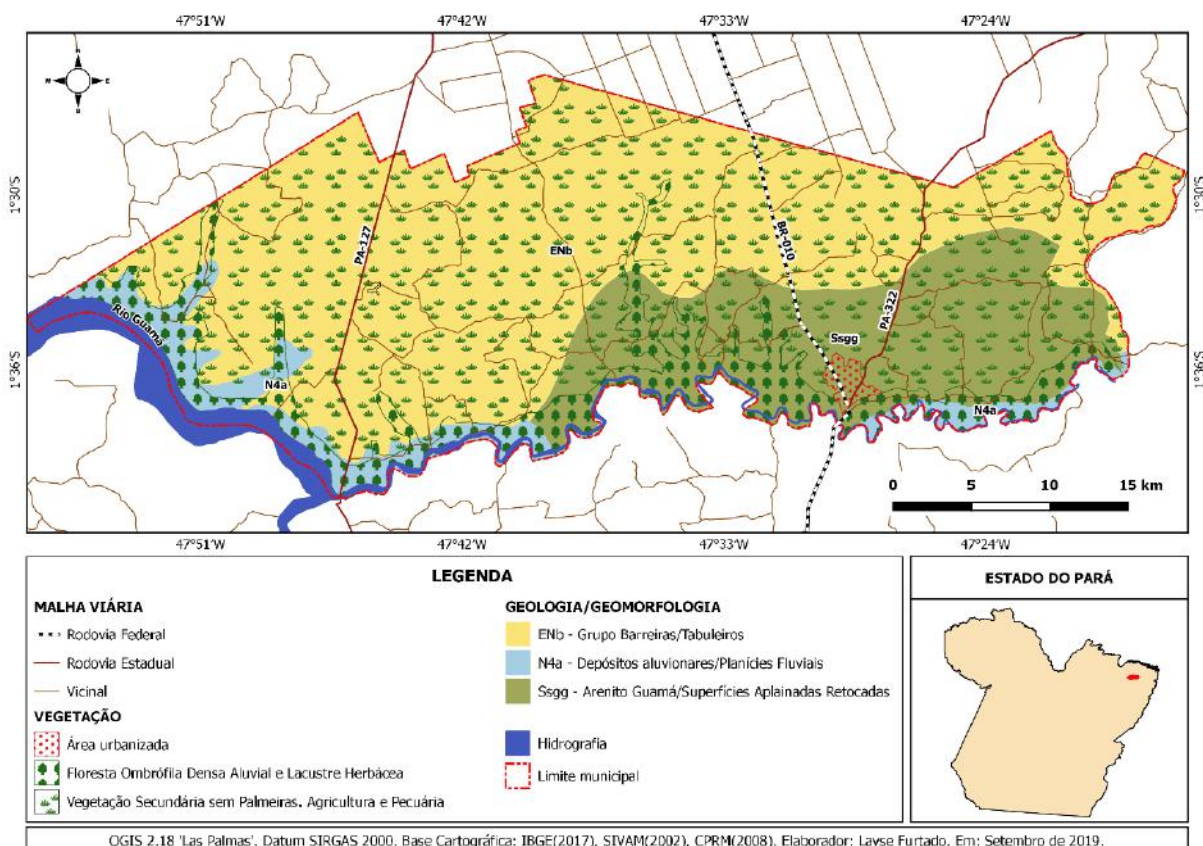 47°51'W 47°42'W 47°33'W 47°24'W
N
W E
S
1°30'S 1°30'S
PA-127
BR-010
ENb
PA-322
Rio Guama
Ssgg
1°36'S 1°36'S
N4a
N4a
0 5 10 15 km
47°51'W 47°42'W 47°33'W 47°24'W
LEGENDA
MALHA VIÁRIA
Rodovia Federal
Rodovia Estadual
Vicinal
VEGETAÇÃO
Área urbanizada
Floresta Ombrófila Densa Aluvial e Lacustre Herbácea
Vegetação Secundária sem Palmeiras. Agricultura e Pecuária
GEOLOGIA/GEOMORFOLOGIA
ENb - Grupo Barreiras/Tabuleiros
N4a - Depósitos aluvionares/Planícies Fluviais
Ssgg - Arenito Guamá/Superfícies Aplainadas Retocadas
Hidrografia
Limite municipal
ESTADO DO PARÁ
QGIS 2.18 'Las Palmas'. Datum SIRGAS 2000. Base Cartográfica: IBGE(2017), SIVAM(2002), CPRM(2008). Elaborador: Layse Furtado. Em: Setembro de 2019.